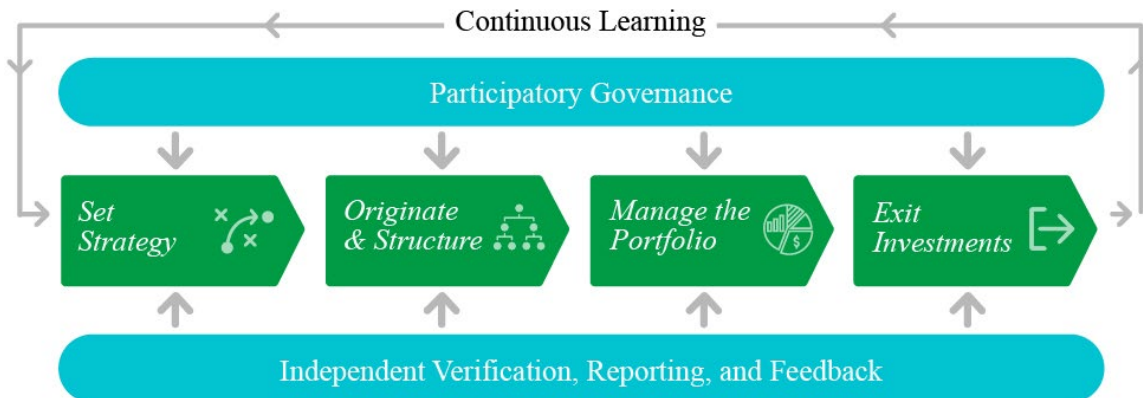 Continuous Learning
Participatory Governance
Set
Strategy
Originate
& Structure
Manage the
Portfolio
$
Exit
Investments
Independent Verification, Reporting, and Feedback